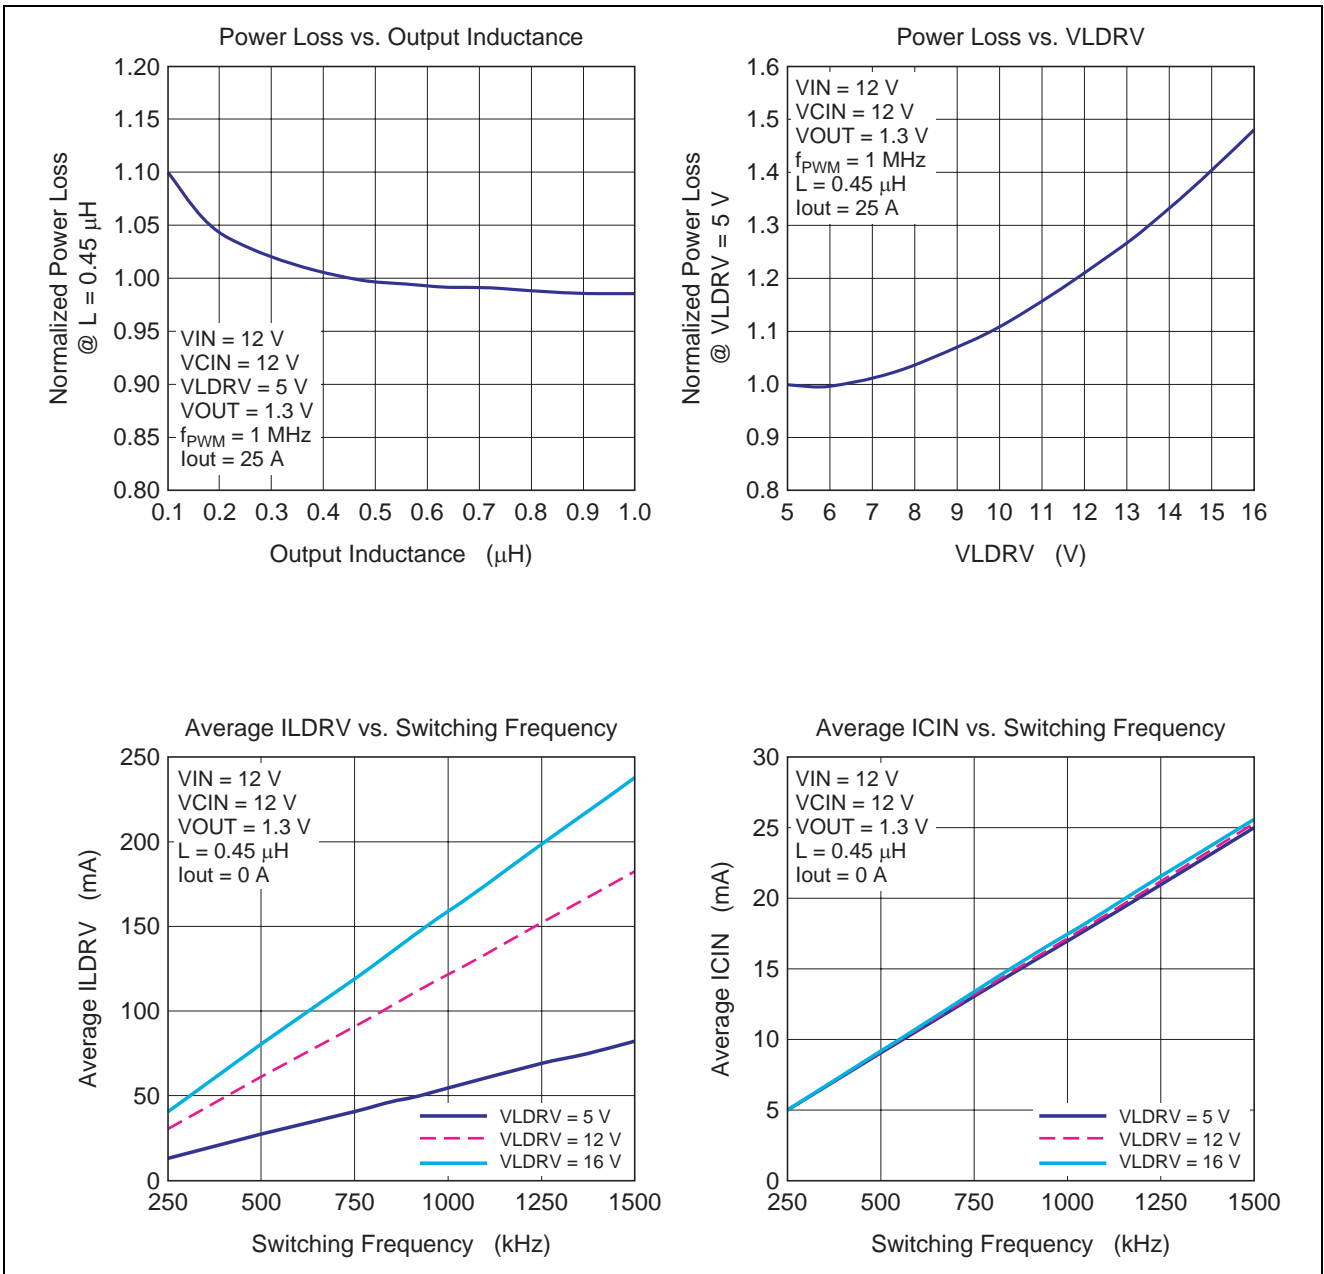 Power Loss vs. Output Inductance
1.20
1.15
1.10
1.05
1.00
0.95
0.90
0.85
0.80
Normalized Power Loss
@ L = 0.45 μH
VIN = 12 V
VCIN = 12 V
VLDRV = 5 V
VOUT = 1.3 V
fPWM = 1 MHz
Iout = 25 A
0.1 0.2 0.3 0.4 0.5 0.6 0.7 0.8 0.9 1.0
Output Inductance (μH)
Power Loss vs. VLDRV
1.6
1.5
1.4
1.3
1.2
1.1
1.0
0.9
0.8
Normalized Power Loss
@ VLDRV = 5 V
VIN = 12 V
VCIN = 12 V
VOUT = 1.3 V
fPWM = 1 MHz
L = 0.45 μH
Iout = 25 A
5 6 7 8 9 10 11 12 13 14 15 16
VLDRV (V)
Average ILDRV vs. Switching Frequency
250
200
150
100
50
0
Average ILDRV (mA)
VIN = 12 V
VCIN = 12 V
VOUT = 1.3 V
L = 0.45 μH
Iout = 0 A
VLDRV = 5 V
VLDRV = 12 V
VLDRV = 16 V
250 500 750 1000 1250 1500
Switching Frequency (kHz)
Average ICIN vs. Switching Frequency
30
25
20
15
10
5
0
Average ICIN (mA)
VIN = 12 V
VCIN = 12 V
VOUT = 1.3 V
L = 0.45 μH
Iout = 0 A
VLDRV = 5 V
VLDRV = 12 V
VLDRV = 16 V
250 500 750 1000 1250 1500
Switching Frequency (kHz)